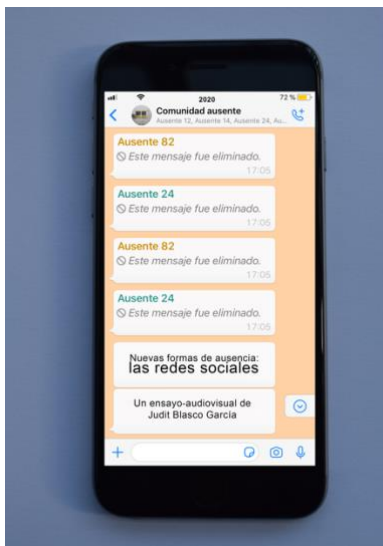 2020
72 %
Comunidad ausente
Ausente 12, Ausente 14, Ausente 24, Au...
Ausente 82
Este mensaje fue eliminado.
17:05
Ausente 24
Este mensaje fue eliminado.
17:05
Ausente 82
Este mensaje fue eliminado.
17:05
Ausente 24
Este mensaje fue eliminado.
17:05
Nuevas formas de ausencia:
las redes sociales
Un ensayo-audiovisual de
Judit Blasco García